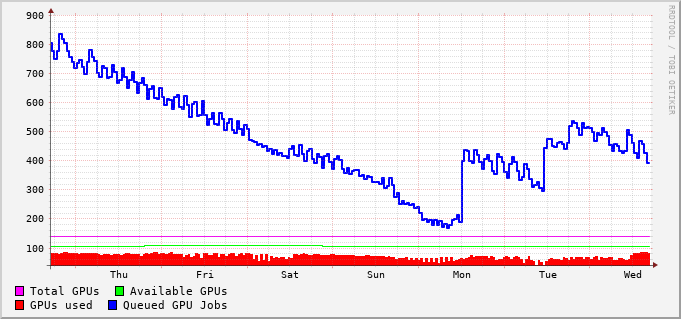 900
800
700
600
500
400
300
200
100
Thu Fri Sat Sun Mon Tue Wed
Total GPUs Available GPUs
GPUs used Queued GPU Jobs
RRDTOOL / TOBI OETIKER